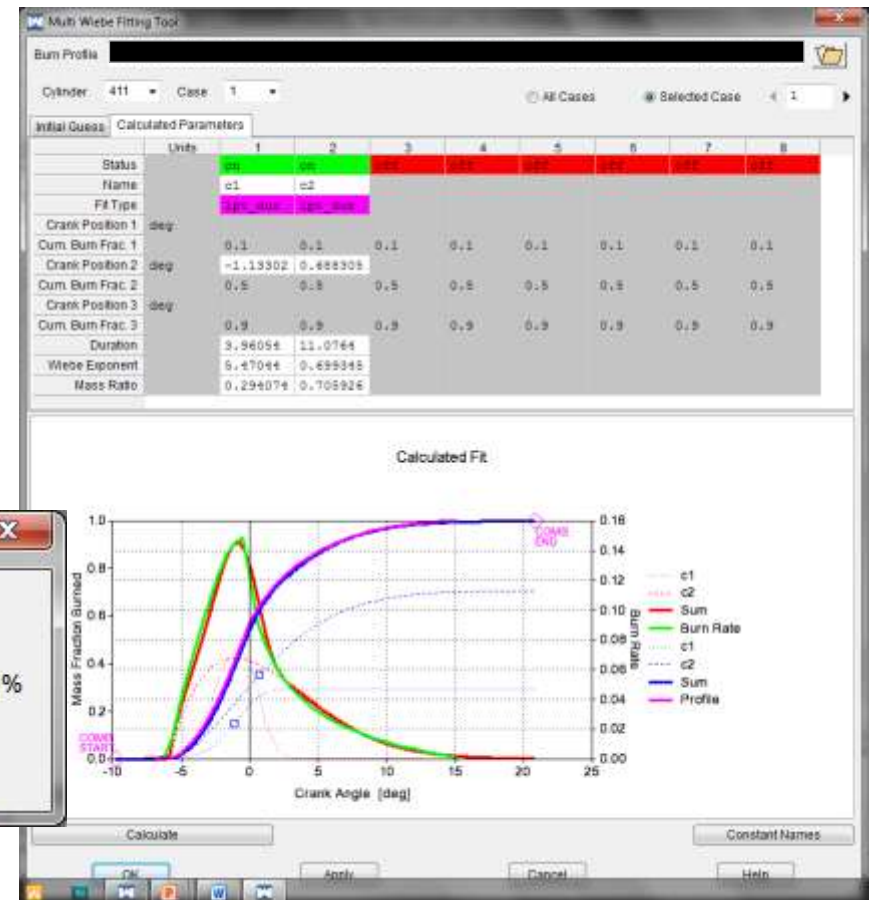 Multi Wiebe Fitting Tool
Burn Profile
Cylinder 411 Case 1 All Cases Selected Case 1
Initial Guess Calculated Parameters
Units 1 2 3 4 5 6 7 8
Status on on off off off off off off
Name c1 c2
Fit Type
Crank Position 1 deg
Cum. Burn Frac. 1 0.1 0.1 0.1 0.1 0.1 0.1 0.1 0.1
Crank Position 2 deg -1.13302 0.688305
Cum. Burn Frac. 2 0.5 0.5 0.5 0.5 0.5 0.5 0.5 0.5
Crank Position 3 deg
Cum. Burn Frac. 3 0.9 0.9 0.9 0.9 0.9 0.9 0.9 0.9
Duration 3.96054 11.0764
Wiebe Exponent 5.47044 0.699345
Mass Ratio 0.294074 0.705926
Calculated Fit
X
%
1.0
0.8
0.6
0.4
0.2
0.0
Mass Fraction Burned
COMB
START
COMB
END
0.16
0.14
0.12
0.10
0.08
0.06
0.04
0.02
0.00
Burn Rate
-10 -5 0 5 10 15 20 25
Crank Angle [deg]
c1
c2
Sum
Burn Rate
c1
c2
Sum
Profile
Calculate Constant Names
OK Apply Cancel Help